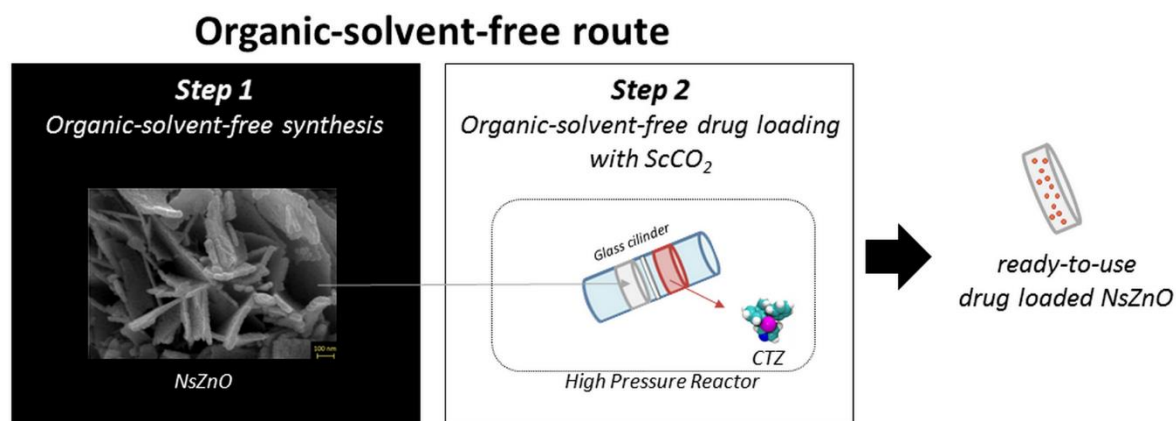 Organic-solvent-free route
Step 1
Organic-solvent-free synthesis
100 nm
NsZnO
Step 2
Organic-solvent-free drug loading
with ScCO₂
Glass cilinder
CTZ
High Pressure Reactor
ready-to-use
drug loaded NsZnO